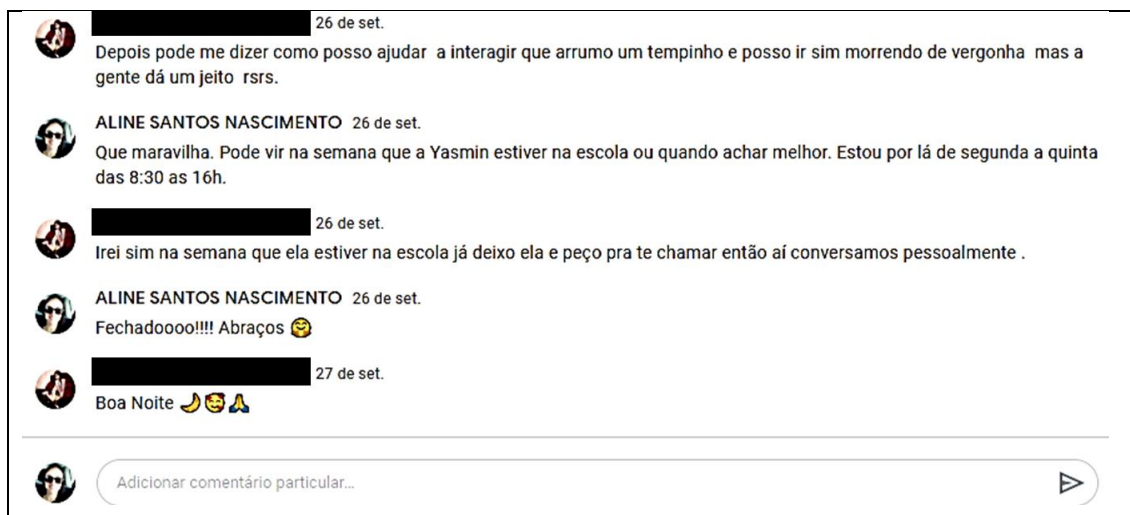 26 de set.
Depois pode me dizer como posso ajudar a interagir que arrumo um tempinho e posso ir sim morrendo de vergonha mas a
gente dá um jeito rsrs.
ALINE SANTOS NASCIMENTO 26 de set.
Que maravilha. Pode vir na semana que a Yasmin estiver na escola ou quando achar melhor. Estou por lá de segunda a quinta
das 8:30 as 16h.
26 de set.
Irei sim na semana que ela estiver na escola já deixo ela e peço pra te chamar então aí conversamos pessoalmente .
ALINE SANTOS NASCIMENTO 26 de set.
Fechadoooo!!!! Abraços 🤗
27 de set.
Boa Noite 🌙🥰🙏
Adicionar comentário particular...